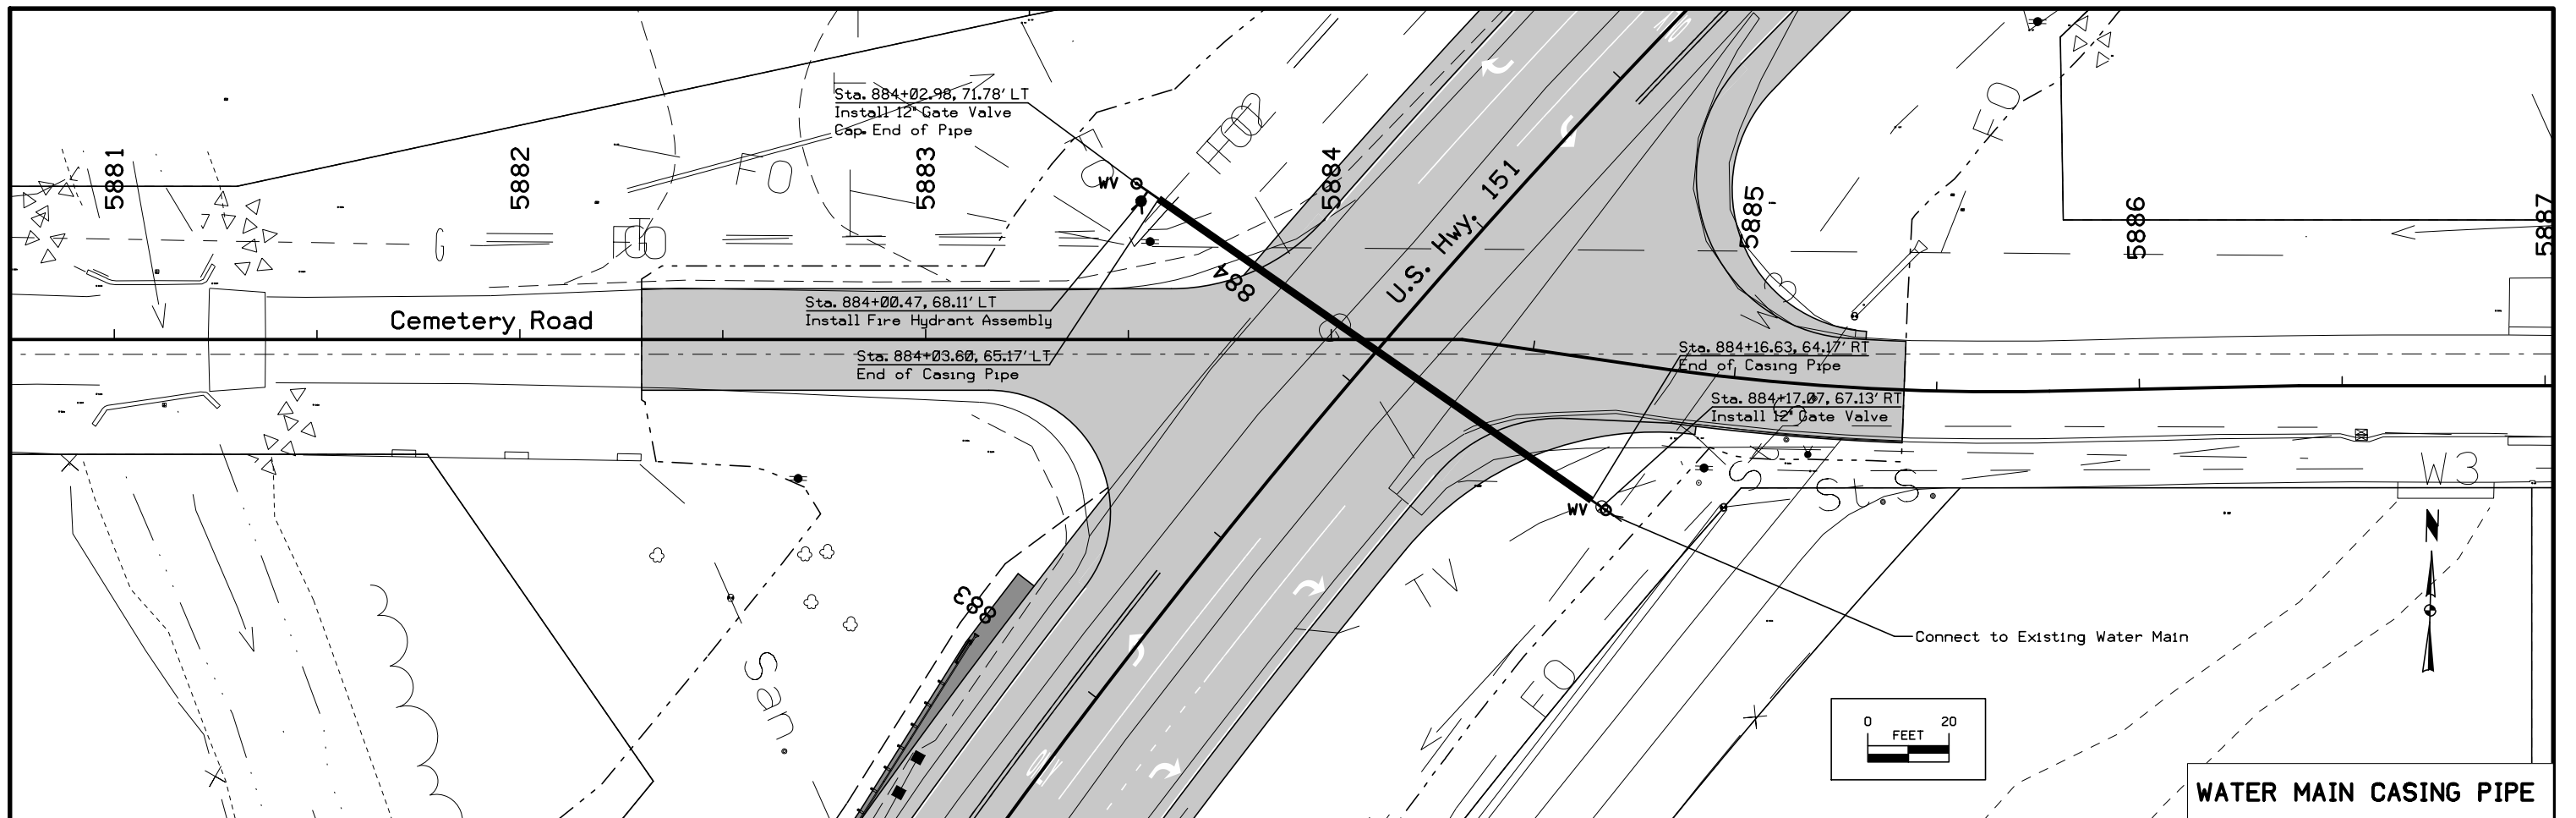 Sta. 884+02.98, 71.78' LT
Install 12" Gate Valve
Cap End of Pipe
5881
5882
5883
5884
5885
5886
5887
FO
FO
WV
G
U.S. Hwy. 151
884
Cemetery Road
Sta. 884+00.47, 68.11' LT
Install Fire Hydrant Assembly
Sta. 884+03.60, 65.17' LT
End of Casing Pipe
Sta. 884+16.63, 64.17' RT
End of Casing Pipe
Sta. 884+17.07, 67.13' RT
Install 12" Gate Valve
W3
S
St.S.
WV
N
TV
883
Connect to Existing Water Main
San.
FO
0 20
FEET
WATER MAIN CASING PIPE